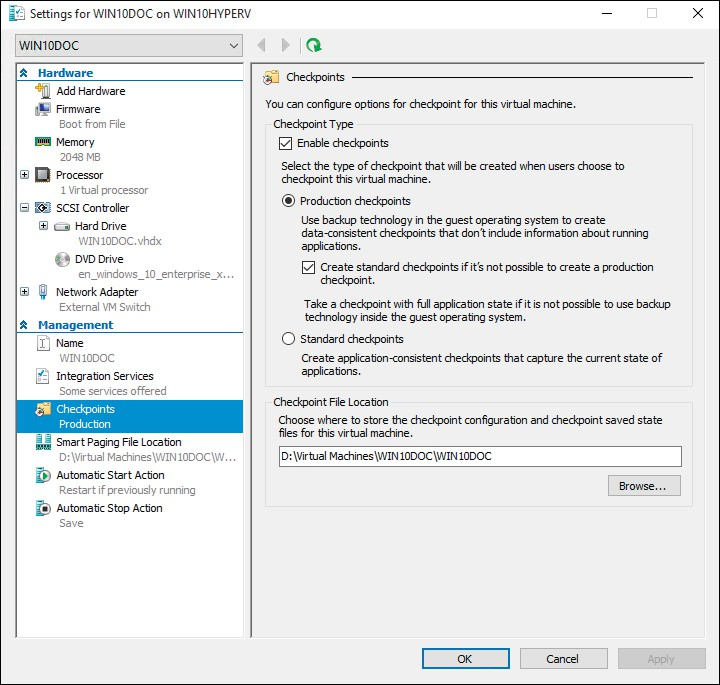 Settings for WIN10DOC on WIN10HYPERV
WIN10DOC
Hardware
Add Hardware
Firmware
Boot from File
Memory
2048 MB
Processor
1 Virtual processor
SCSI Controller
Hard Drive
WIN10DOC.vhdx
DVD Drive
en_windows_10_enterprise_x...
Network Adapter
External VM Switch
Management
Name
WIN10DOC
Integration Services
Some services offered
Checkpoints
Production
Smart Paging File Location
D:\Virtual Machines\WIN10DOC\W...
Automatic Start Action
Restart if previously running
Automatic Stop Action
Save
Checkpoints
You can configure options for checkpoint for this virtual machine.
Checkpoint Type
Enable checkpoints
Select the type of checkpoint that will be created when users choose to
checkpoint this virtual machine.
Production checkpoints
Use backup technology in the guest operating system to create
data-consistent checkpoints that don't include information about running
applications.
Create standard checkpoints if it's not possible to create a production
checkpoint.
Take a checkpoint with full application state if it is not possible to use backup
technology inside the guest operating system.
Standard checkpoints
Create application-consistent checkpoints that capture the current state of
applications.
Checkpoint File Location
Choose where to store the checkpoint configuration and checkpoint saved state
files for this virtual machine.
D:\Virtual Machines\WIN10DOC\WIN10DOC
Browse...
OK
Cancel
Apply